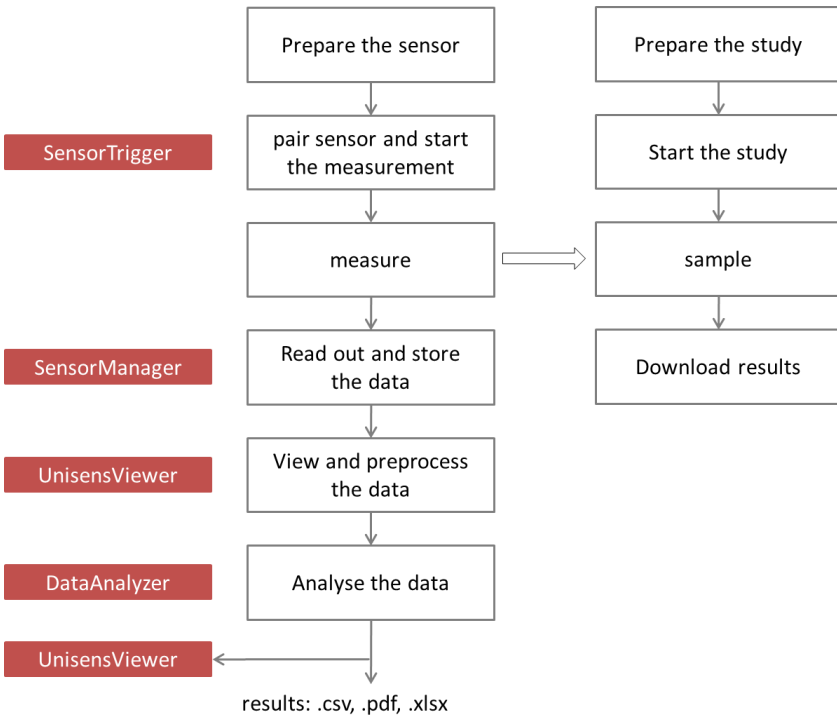 Prepare the sensor
Prepare the study
SensorTrigger
pair sensor and start
the measurement
Start the study
measure
sample
SensorManager
Read out and store
the data
Download results
UnisensViewer
View and preprocess
the data
DataAnalyzer
Analyse the data
UnisensViewer
results: .csv, .pdf, .xlsx